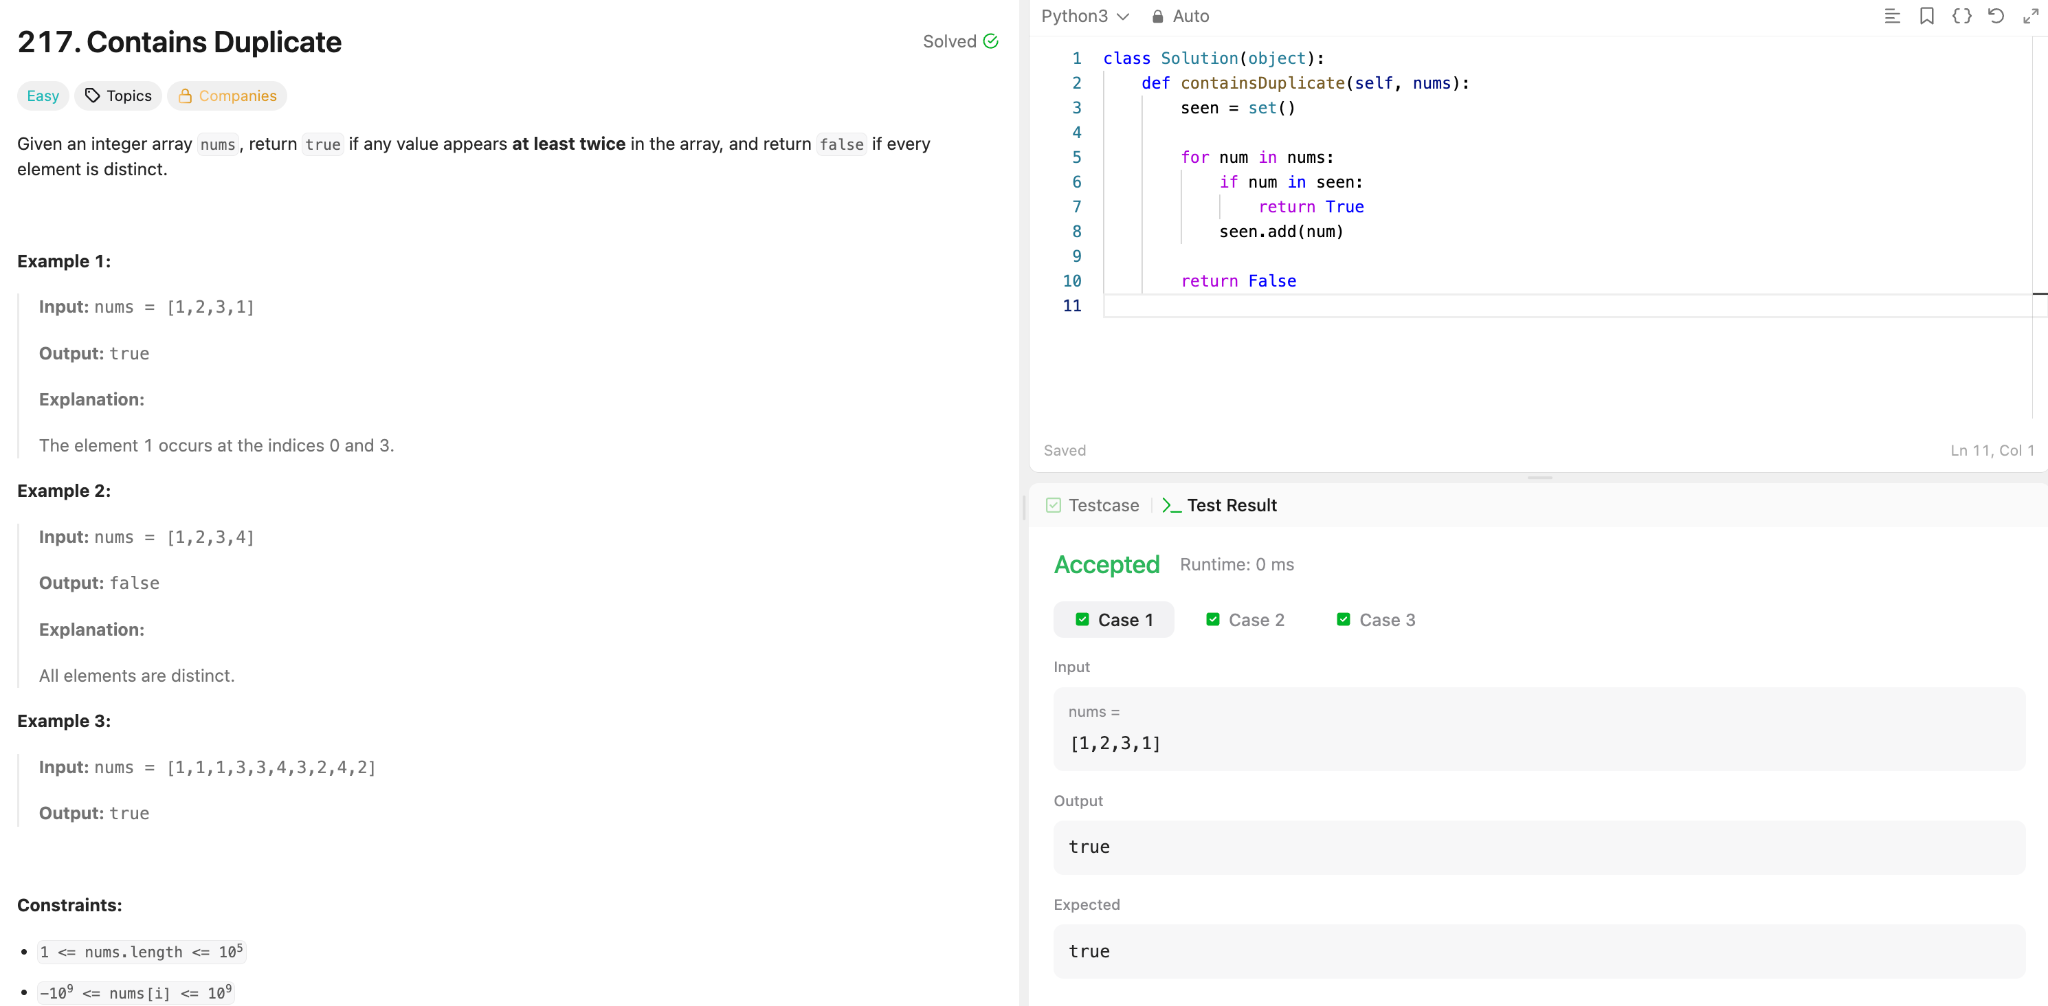 217. Contains Duplicate
Solved
Easy
Topics
Companies
Given an integer array nums, return true if any value appears at least twice in the array, and return false if every
element is distinct.
Example 1:
Input: nums = [1,2,3,1]
Output: true
Explanation:
The element 1 occurs at the indices 0 and 3.
Example 2:
Input: nums = [1,2,3,4]
Output: false
Explanation:
All elements are distinct.
Example 3:
Input: nums = [1,1,1,3,3,4,3,2,4,2]
Output: true
Constraints:
• 1 <= nums.length <= 10⁵
• -10⁹ <= nums[i] <= 10⁹
Python3
Auto
1 class Solution(object):
2     def containsDuplicate(self, nums):
3         seen = set()
4
5         for num in nums:
6             if num in seen:
7                 return True
8             seen.add(num)
9
10         return False
11
Saved
Ln 11, Col 1
Testcase
Test Result
Accepted
Runtime: 0 ms
Case 1
Case 2
Case 3
Input
nums =
[1,2,3,1]
Output
true
Expected
true